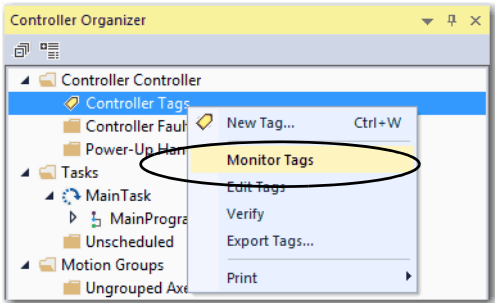 Controller Organizer
Controller Controller
Controller Tags
Controller Faul
New Tag... Ctrl+W
Power-Up Han
Monitor Tags
Tasks
Edit Tags
MainTask
Verify
MainProgra
Unscheduled
Export Tags...
Motion Groups
Ungrouped Axe
Print